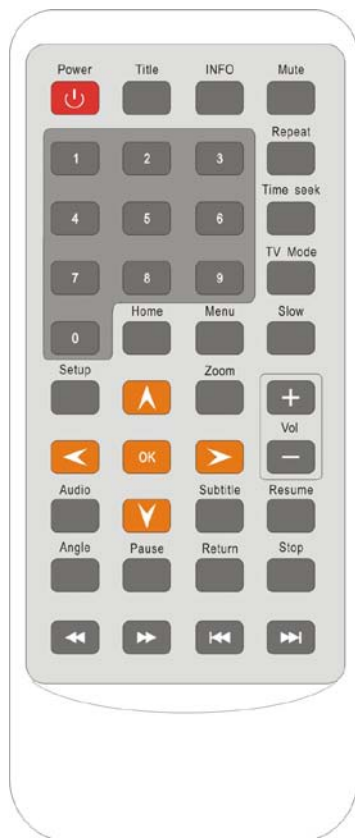 Power Title INFO Mute
Repeat
1 2 3
Time seek
4 5 6
TV Mode
7 8 9
Home Menu Slow
0
Setup Zoom
+
Vol
OK
−
Audio Subtitle Resume
Angle Pause Return Stop